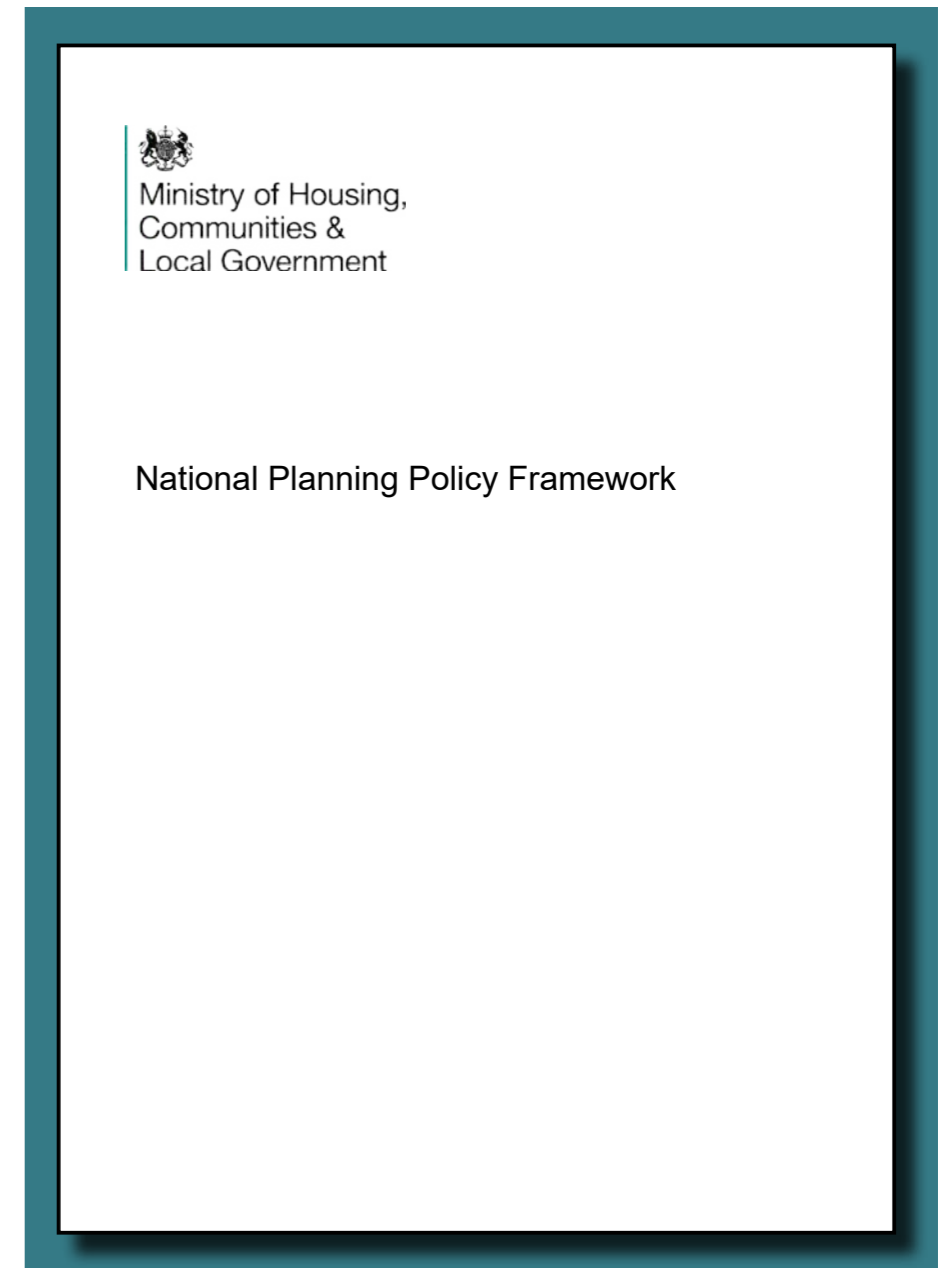 Ministry of Housing,
Communities &
Local Government
National Planning Policy Framework